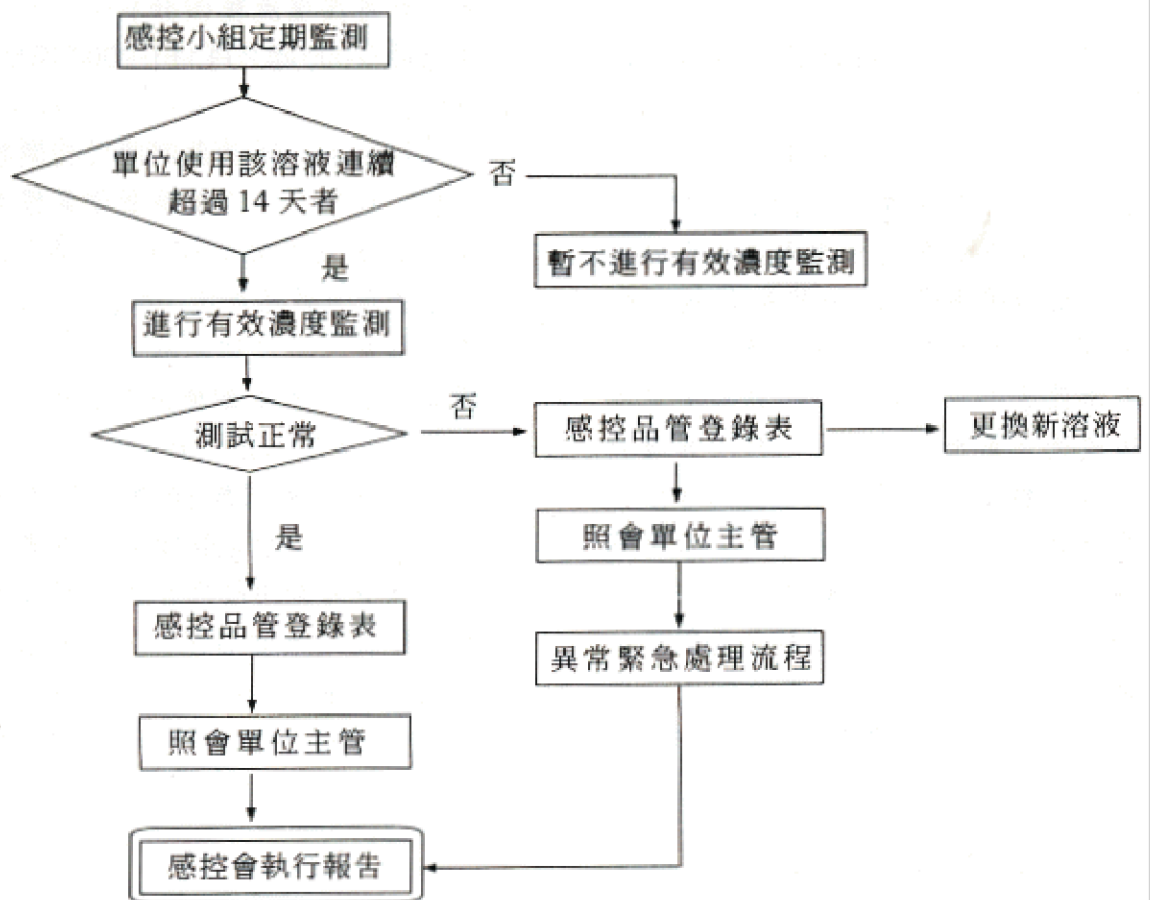 感控小組定期監測
單位使用該溶液連續
超過 14 天者
否
暫不進行有效濃度監測
是
進行有效濃度監測
測試正常
否
感控品管登錄表
更換新溶液
照會單位主管
異常緊急處理流程
是
感控品管登錄表
照會單位主管
感控會執行報告